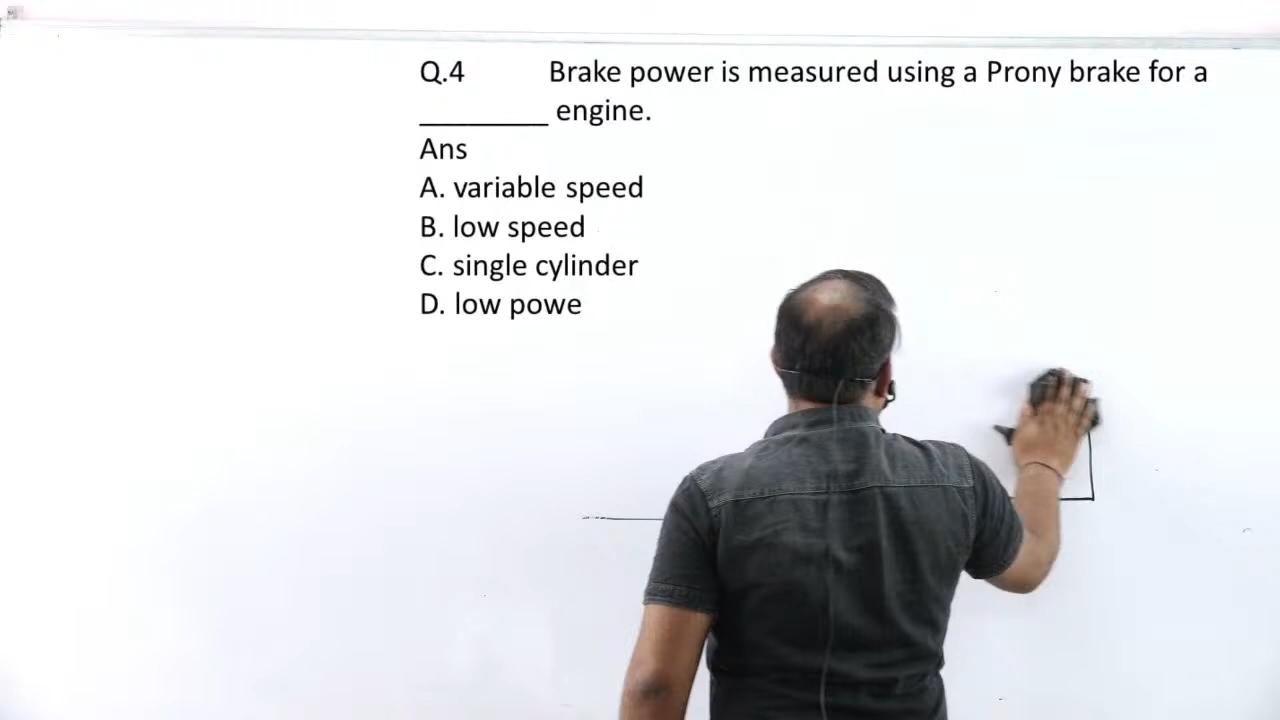 Q.4 Brake power is measured using a Prony brake for a
________ engine.
Ans
A. variable speed
B. low speed
C. single cylinder
D. low powe